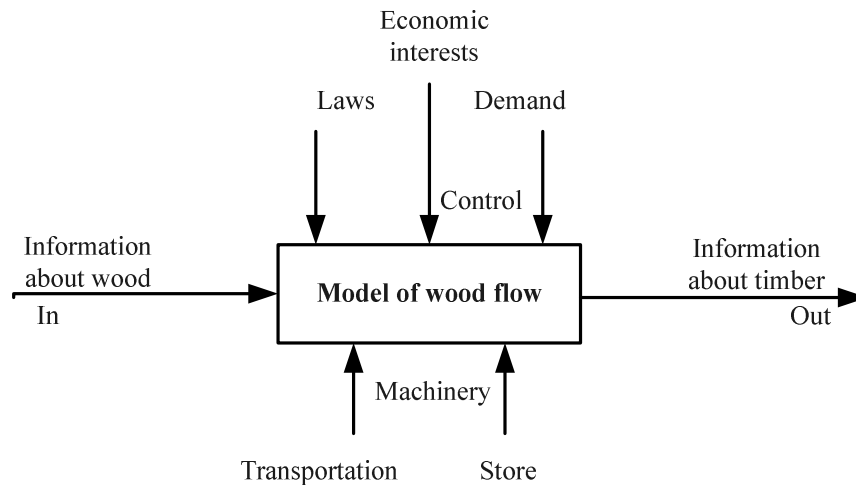 Economic
interests
Laws
Demand
Control
Information
about wood
In
Model of wood flow
Information
about timber
Out
Machinery
Transportation
Store